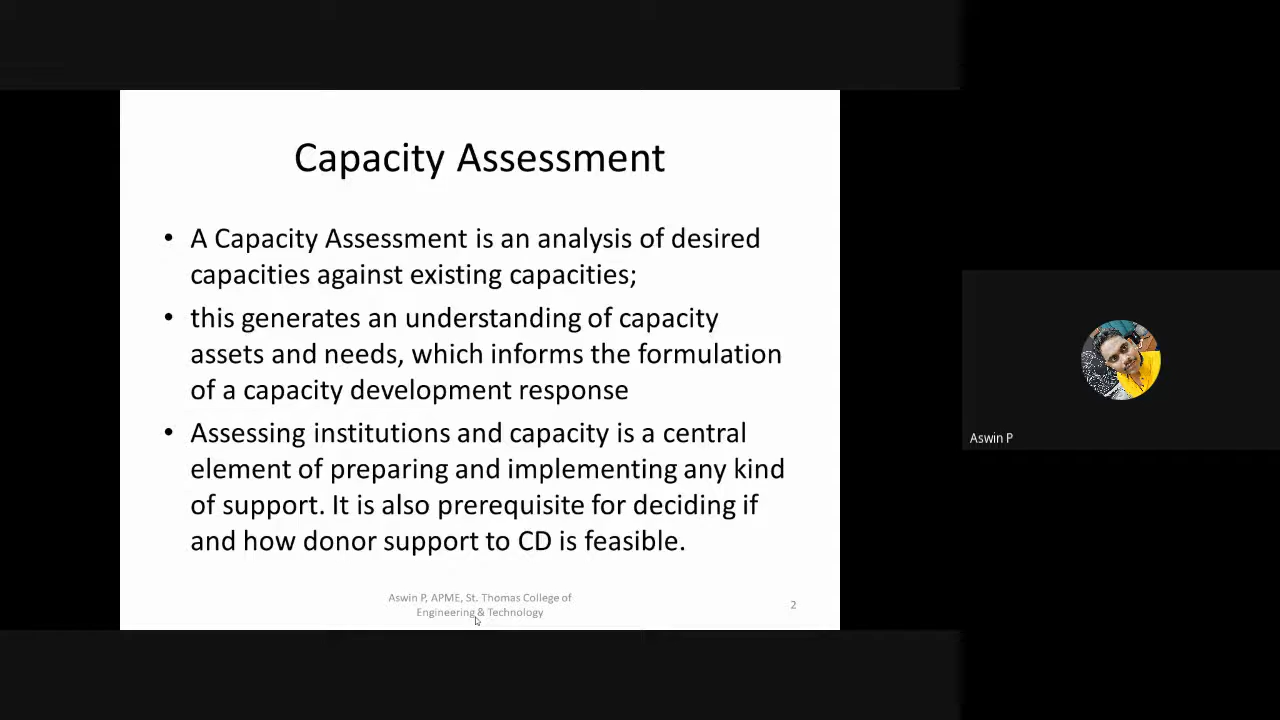 Capacity Assessment
• A Capacity Assessment is an analysis of desired
capacities against existing capacities;
• this generates an understanding of capacity
assets and needs, which informs the formulation
of a capacity development response
• Assessing institutions and capacity is a central
element of preparing and implementing any kind
of support. It is also prerequisite for deciding if
and how donor support to CD is feasible.
Aswin P, APME, St. Thomas College of
Engineering & Technology
2
Aswin P